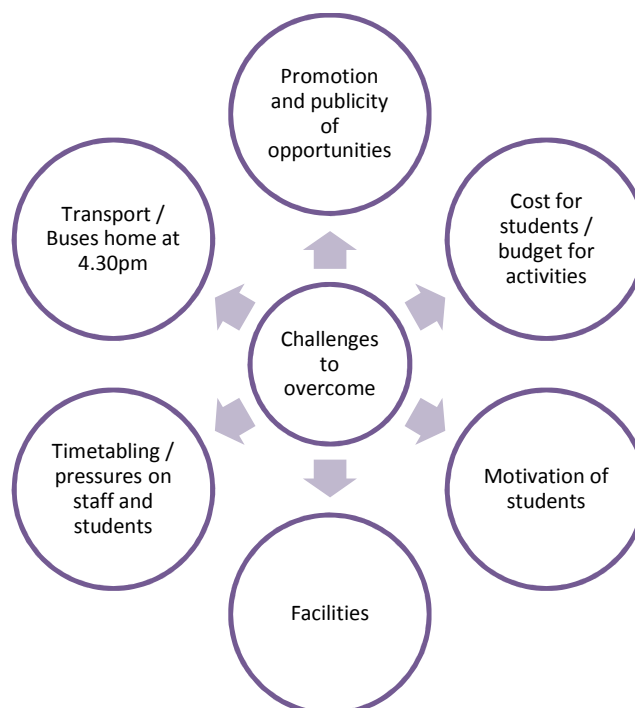 Promotion
and publicity
of
opportunities
Transport /
Buses home at
4.30pm
Cost for
students /
budget for
activities
Challenges
to
overcome
Timetabling /
pressures on
staff and
students
Motivation of
students
Facilities